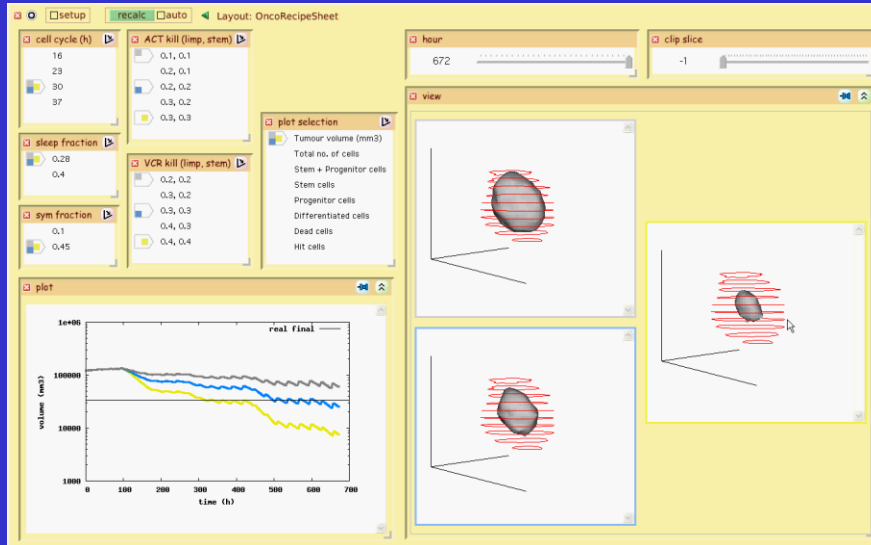 setup recalc auto Layout: OncoRecipeSheet
cell cycle (h)
16
23
30
37
sleep fraction
0.28
0.4
sym fraction
0.1
0.45
ACT kill (limp, stem)
0.1, 0.1
0.2, 0.1
0.2, 0.2
0.3, 0.2
0.3, 0.3
VCR kill (limp, stem)
0.2, 0.2
0.3, 0.2
0.3, 0.3
0.4, 0.3
0.4, 0.4
plot selection
Tumour volume (mm3)
Total no. of cells
Stem + Progenitor cells
Stem cells
Progenitor cells
Differentiated cells
Dead cells
Hit cells
hour
672
clip slice
-1
view
plot
real final
1e+06
100000
10000
1000
volume (mm3)
0 100 200 300 400 500 600 700
time (h)